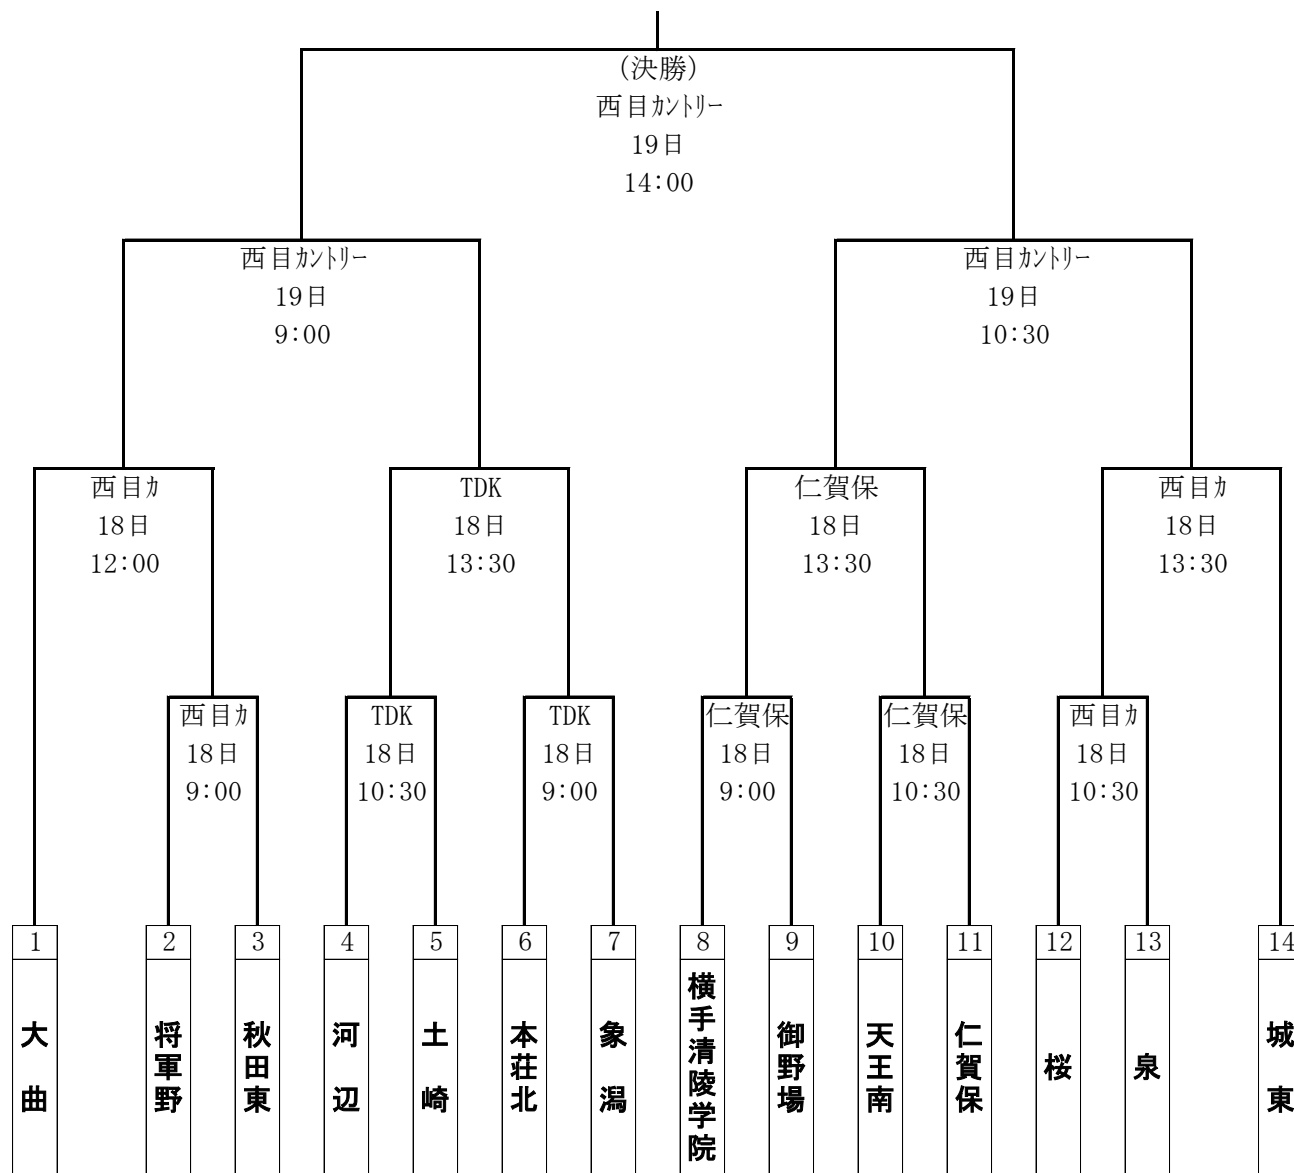 (決勝)
西目ｶﾝﾄﾘｰ
19日
14:00
西目ｶﾝﾄﾘｰ
19日
9:00
西目ｶﾝﾄﾘｰ
19日
10:30
西目ｶ
18日
12:00
TDK
18日
13:30
仁賀保
18日
13:30
西目ｶ
18日
13:30
西目ｶ
18日
9:00
TDK
18日
10:30
TDK
18日
9:00
仁賀保
18日
9:00
仁賀保
18日
10:30
西目ｶ
18日
10:30
1
大曲
2
将軍野
3
秋田東
4
河辺
5
土崎
6
本荘北
7
象潟
8
横手清陵学院
9
御野場
10
天王南
11
仁賀保
12
桜
13
泉
14
城東